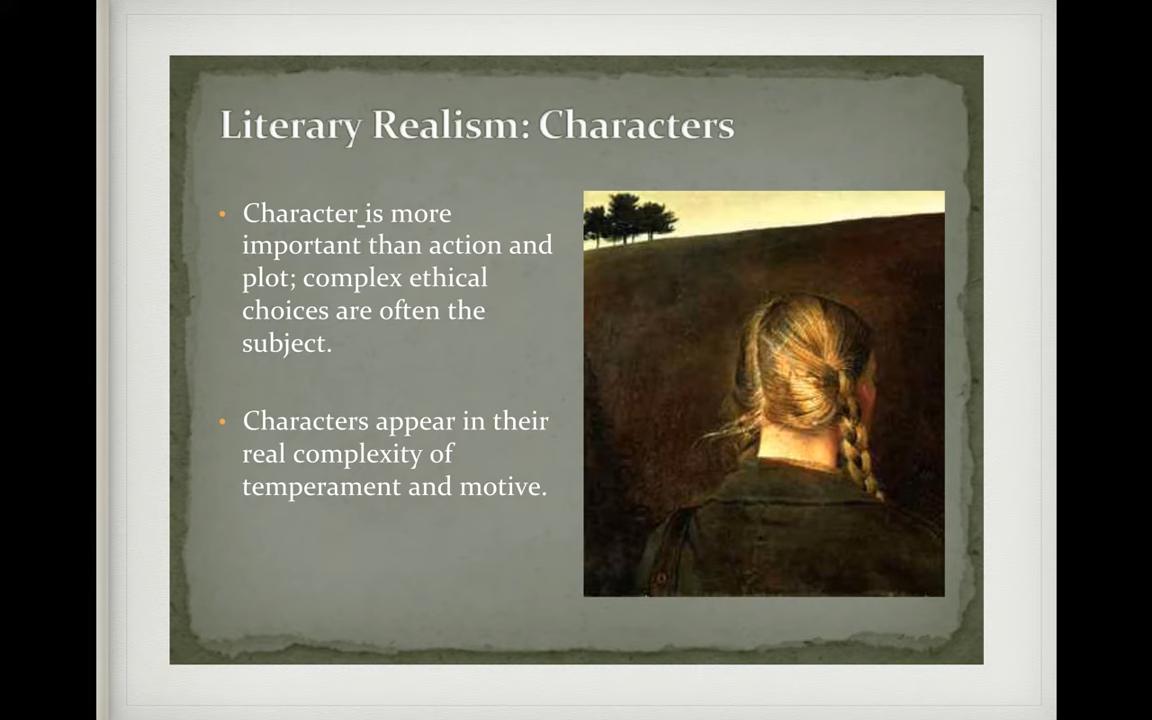 Literary Realism: Characters
• Character is more
important than action and
plot; complex ethical
choices are often the
subject.
• Characters appear in their
real complexity of
temperament and motive.